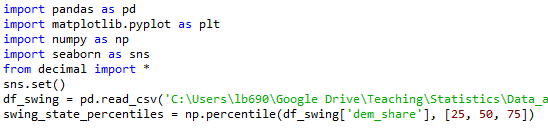 import pandas as pd
import matplotlib.pyplot as plt
import numpy as np
import seaborn as sns
from decimal import *
sns.set()
df_swing = pd.read_csv('C:\Users\lb690\Google Drive\Teaching\Statistics\Data_a
swing_state_percentiles = np.percentile(df_swing['dem_share'], [25, 50, 75])